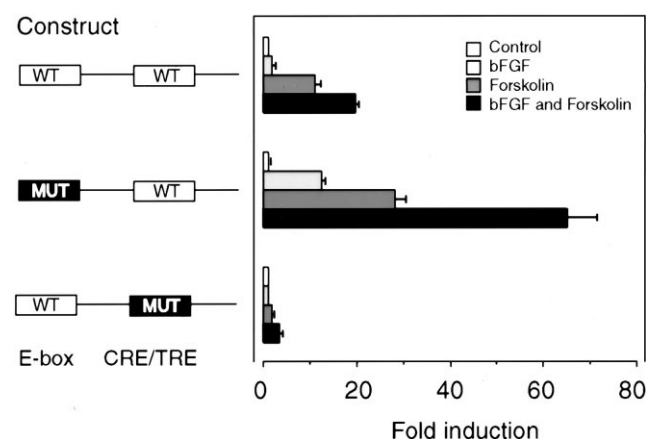 Construct
WT WT
MUT WT
WT MUT
E-box CRE/TRE
Control
bFGF
Forskolin
bFGF and Forskolin
0 20 40 60 80
Fold induction